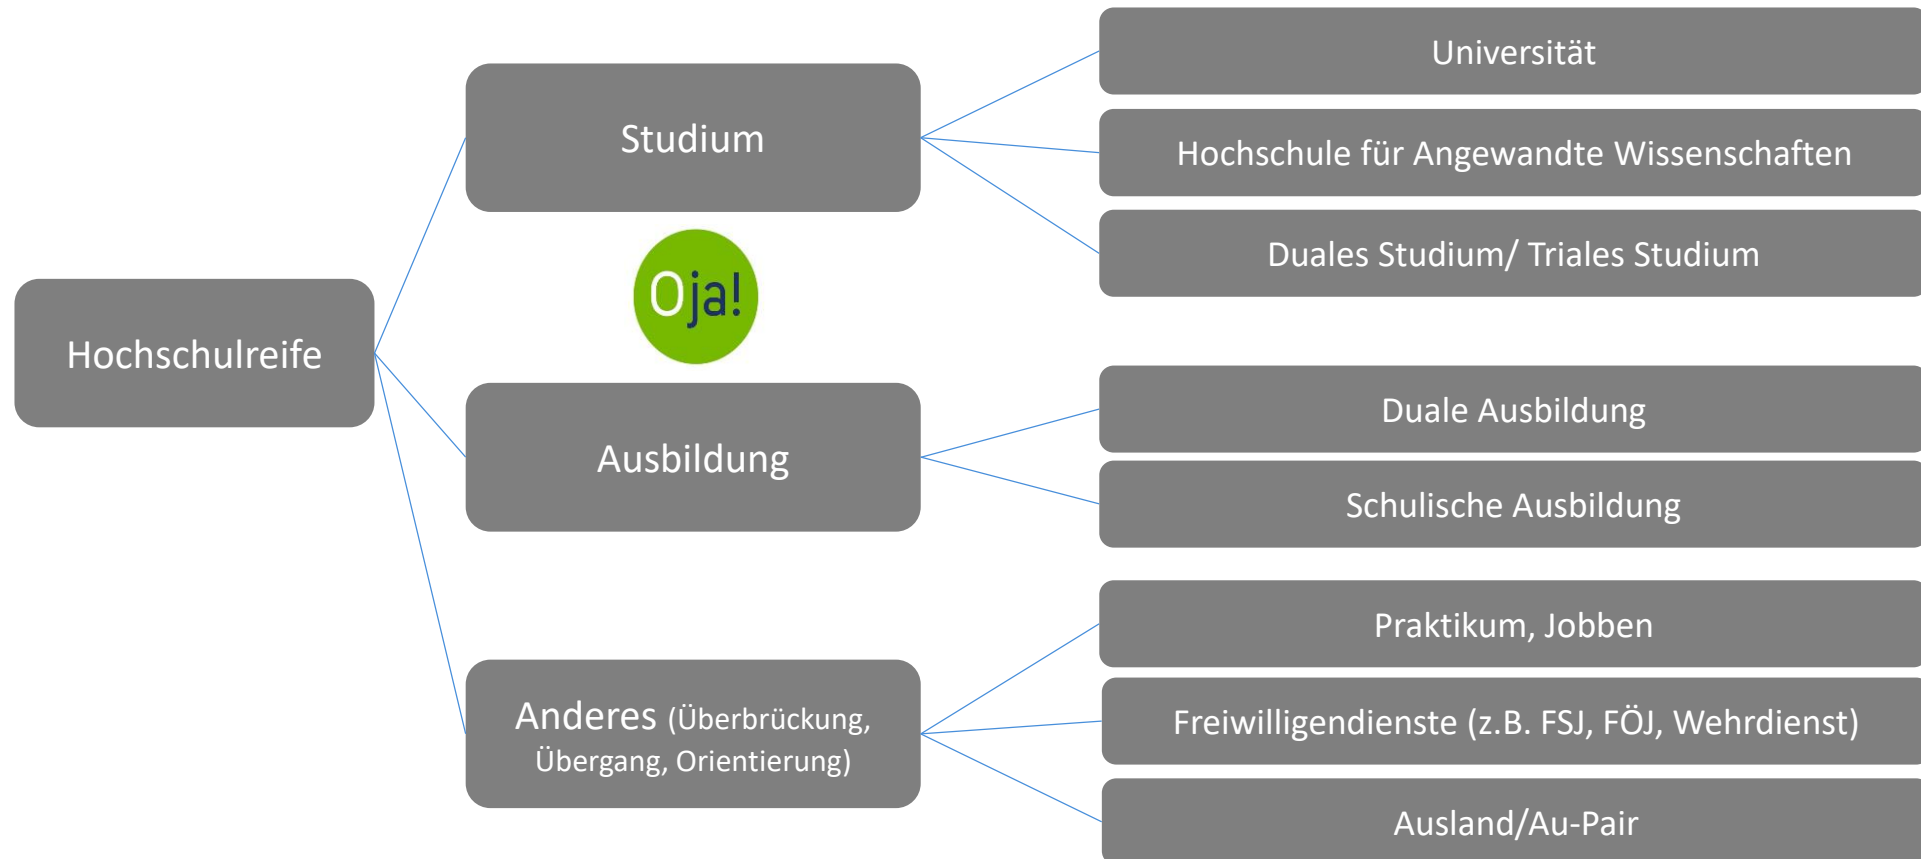 Hochschulreife
Studium
Universität
Hochschule für Angewandte Wissenschaften
Duales Studium/ Triales Studium
Oja!
Ausbildung
Duale Ausbildung
Schulische Ausbildung
Anderes (Überbrückung,
Übergang, Orientierung)
Praktikum, Jobben
Freiwilligendienste (z.B. FSJ, FÖJ, Wehrdienst)
Ausland/Au-Pair